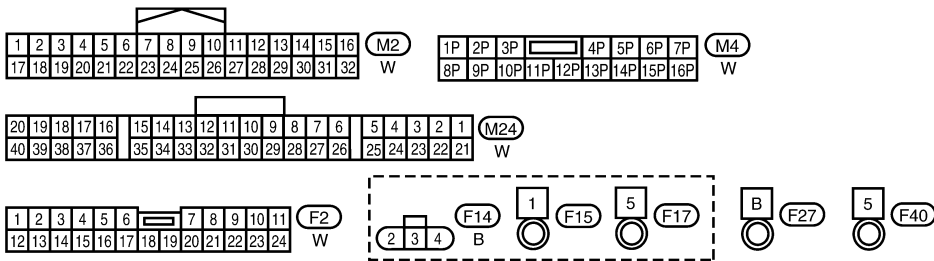 1 2 3 4 5 6 7 8 9 10 11 12 13 14 15 16 M2
17 18 19 20 21 22 23 24 25 26 27 28 29 30 31 32 W
1P 2P 3P 4P 5P 6P 7P M4
8P 9P 10P 11P 12P 13P 14P 15P 16P W
20 19 18 17 16 15 14 13 12 11 10 9 8 7 6 5 4 3 2 1 M24
40 39 38 37 36 35 34 33 32 31 30 29 28 27 26 25 24 23 22 21 W
1 2 3 4 5 6 7 8 9 10 11 F2
12 13 14 15 16 17 18 19 20 21 22 23 24 W
2 3 4 F14
B
1 F15
5 F17
B F27
5 F40